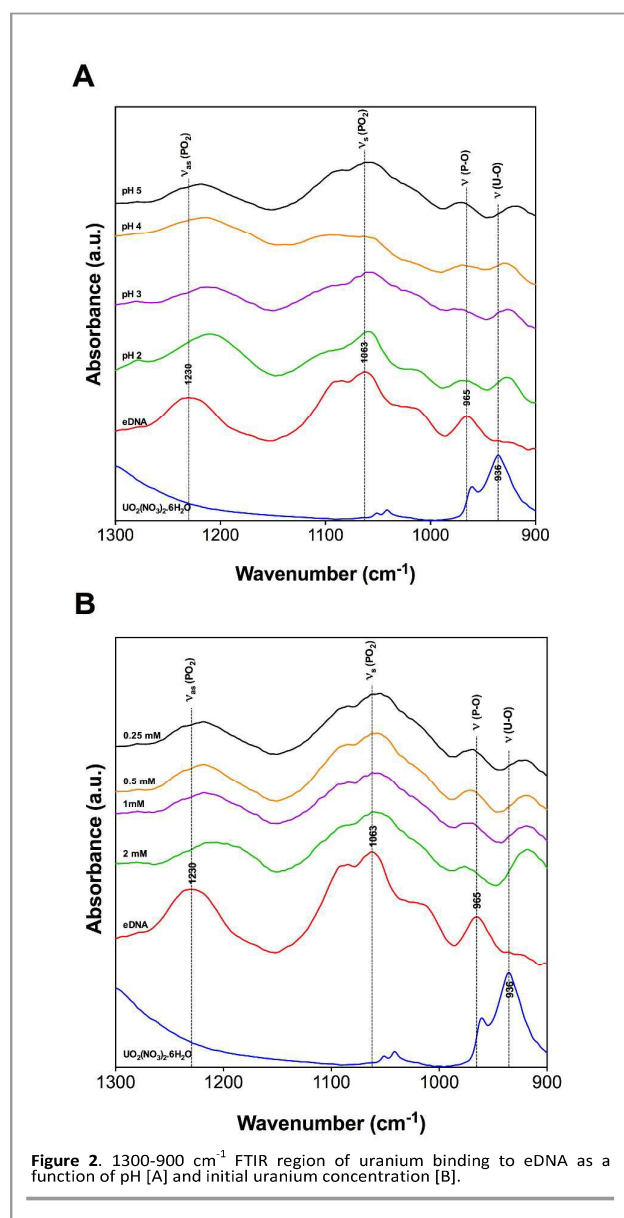 A
ν_as (PO₂)
ν_s (PO₂)
ν (P-O)
ν (U-O)
pH 5
pH 4
pH 3
pH 2
eDNA
UO₂(NO₃)₂.6H₂O
1230
1063
965
936
Absorbance (a.u.)
1300 1200 1100 1000 900
Wavenumber (cm⁻¹)
B
ν_as (PO₂)
ν_s (PO₂)
ν (P-O)
ν (U-O)
0.25 mM
0.5 mM
1mM
2 mM
eDNA
UO₂(NO₃)₂.6H₂O
1230
1063
965
936
Absorbance (a.u.)
1300 1200 1100 1000 900
Wavenumber (cm⁻¹)
Figure 2. 1300-900 cm⁻¹ FTIR region of uranium binding to eDNA as a
function of pH [A] and initial uranium concentration [B].